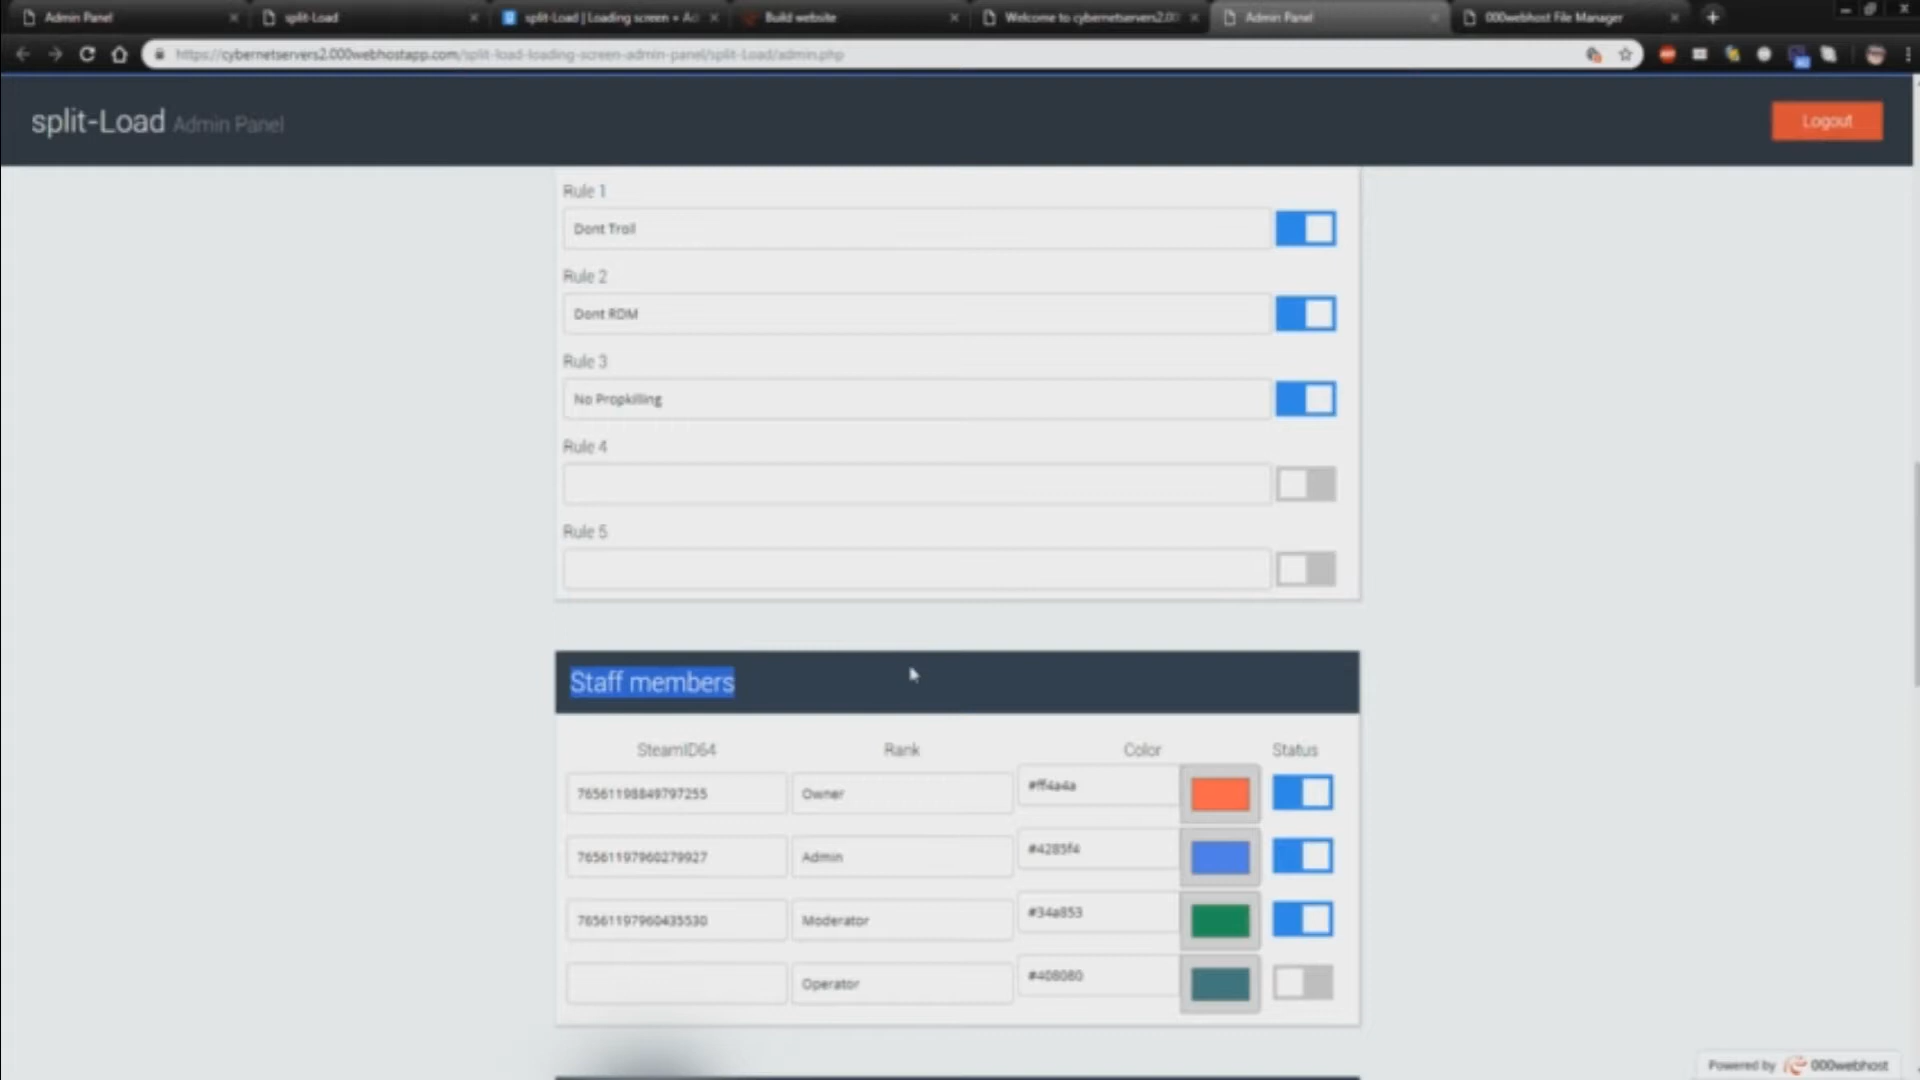 Admin Panel
split-Load
split-Load | Loading screen + Ad
Build website
Welcome to cybernetservers2.00
Admin Panel
000webhost File Manager
https://cybernetservers2.000webhostapp.com/split-load-loading-screen-admin-panel/split-Load/admin.php
split-Load Admin Panel
Logout
Rule 1
Dont Troll
Rule 2
Dont RDM
Rule 3
No Propkilling
Rule 4
Rule 5
Staff members
SteamID64 Rank Color Status
76561198849797255 Owner #ff4a4a
76561197960279927 Admin #4285f4
76561197960435530 Moderator #34a853
Operator #408080
Powered by 000webhost